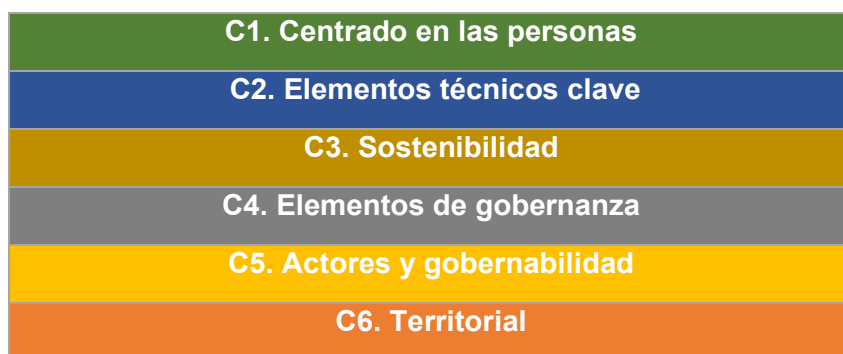 C1. Centrado en las personas
C2. Elementos técnicos clave
C3. Sostenibilidad
C4. Elementos de gobernanza
C5. Actores y gobernabilidad
C6. Territorial